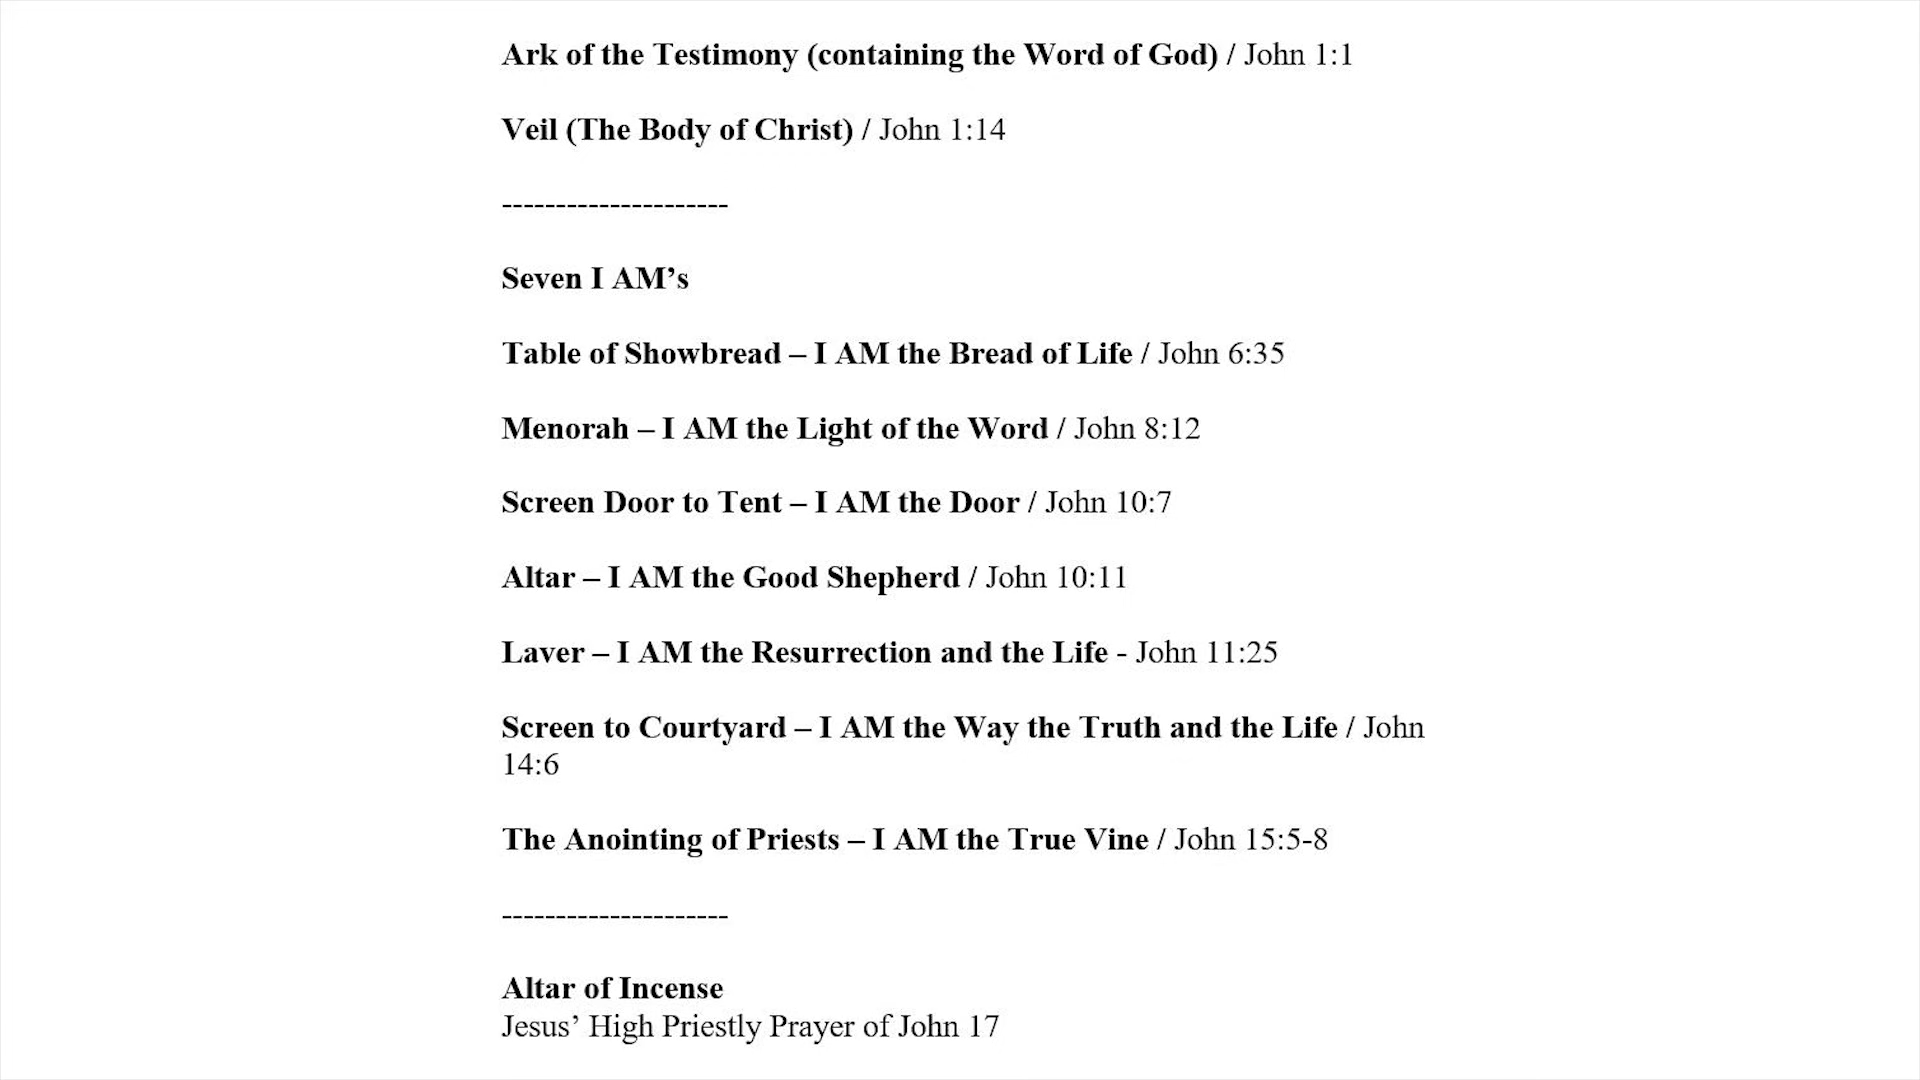 Ark of the Testimony (containing the Word of God) / John 1:1
Veil (The Body of Christ) / John 1:14
---------------------
Seven I AM’s
Table of Showbread – I AM the Bread of Life / John 6:35
Menorah – I AM the Light of the Word / John 8:12
Screen Door to Tent – I AM the Door / John 10:7
Altar – I AM the Good Shepherd / John 10:11
Laver – I AM the Resurrection and the Life - John 11:25
Screen to Courtyard – I AM the Way the Truth and the Life / John
14:6
The Anointing of Priests – I AM the True Vine / John 15:5-8
---------------------
Altar of Incense
Jesus’ High Priestly Prayer of John 17